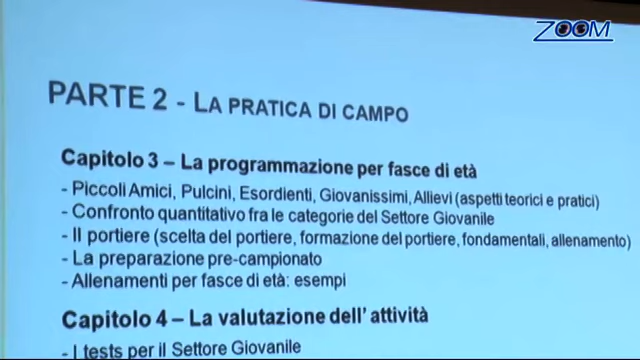 ZOOM
PARTE 2 - LA PRATICA DI CAMPO
Capitolo 3 – La programmazione per fasce di età
- Piccoli Amici, Pulcini, Esordienti, Giovanissimi, Allievi (aspetti teorici e pratici)
- Confronto quantitativo fra le categorie del Settore Giovanile
- Il portiere (scelta del portiere, formazione del portiere, fondamentali, allenamento)
- La preparazione pre-campionato
- Allenamenti per fasce di età: esempi
Capitolo 4 – La valutazione dell' attività
- I tests per il Settore Giovanile